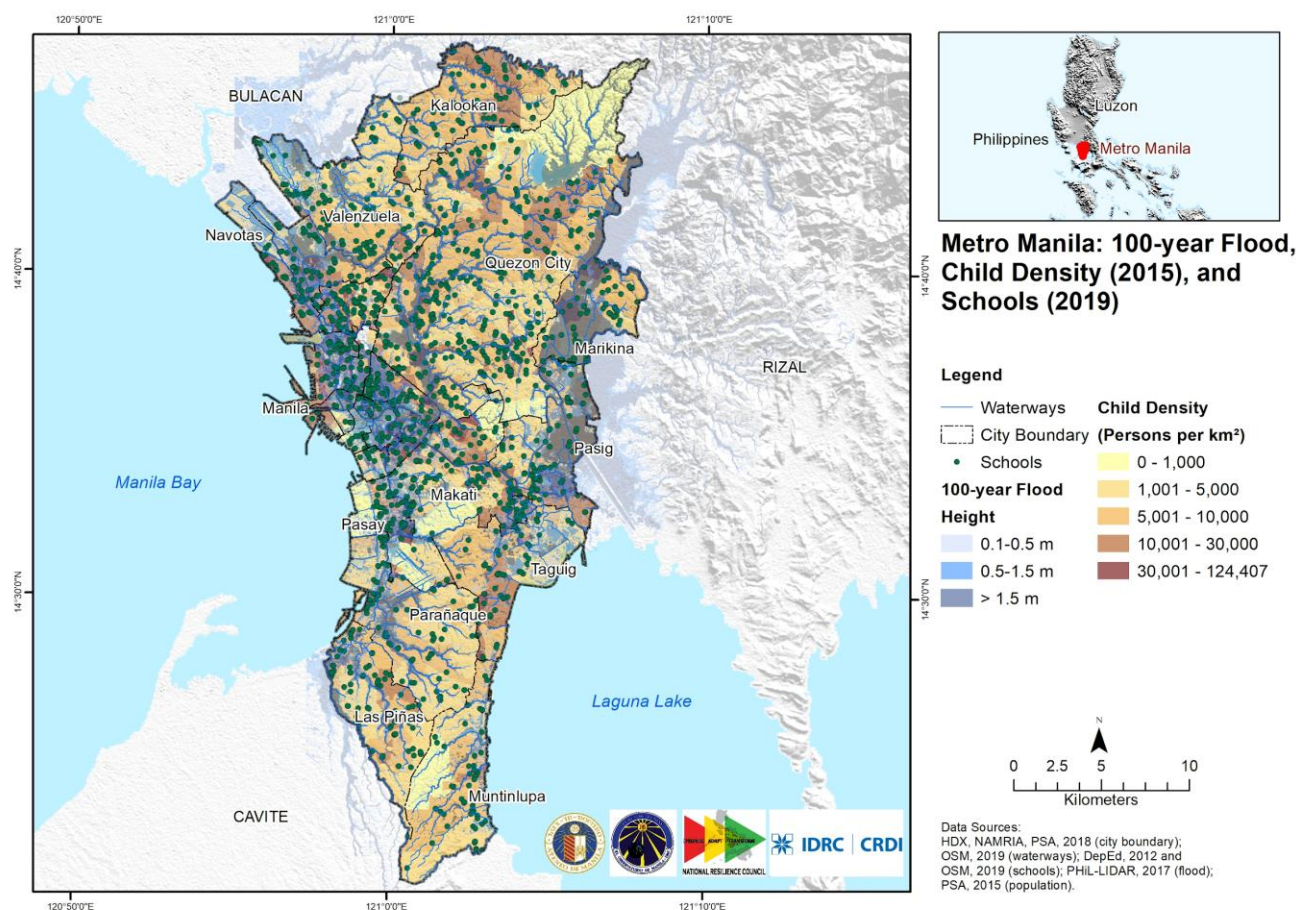 120°50'0"E
121°0'0"E
121°10'0"E
BULACAN
Kalookan
Valenzuela
Navotas
Quezon City
14°40'0"N
14°40'0"N
Marikina
RIZAL
Manila
Pasig
Manila Bay
Makati
Pasay
Taguig
14°30'0"N
14°30'0"N
Parañaque
Laguna Lake
Las Piñas
Muntinlupa
CAVITE
NATIONAL RESILIENCE COUNCIL
IDRC | CRDI
120°50'0"E
121°0'0"E
121°10'0"E
Luzon
Philippines
Metro Manila
Metro Manila: 100-year Flood,
Child Density (2015), and
Schools (2019)
Legend
Waterways
City Boundary
Schools
100-year Flood
Height
0.1-0.5 m
0.5-1.5 m
> 1.5 m
Child Density
(Persons per km²)
0 - 1,000
1,001 - 5,000
5,001 - 10,000
10,001 - 30,000
30,001 - 124,407
N
0 2.5 5 10
Kilometers
Data Sources:
HDX, NAMRIA, PSA, 2018 (city boundary);
OSM, 2019 (waterways); DepEd, 2012 and
OSM, 2019 (schools); PHiL-LIDAR, 2017 (flood);
PSA, 2015 (population).